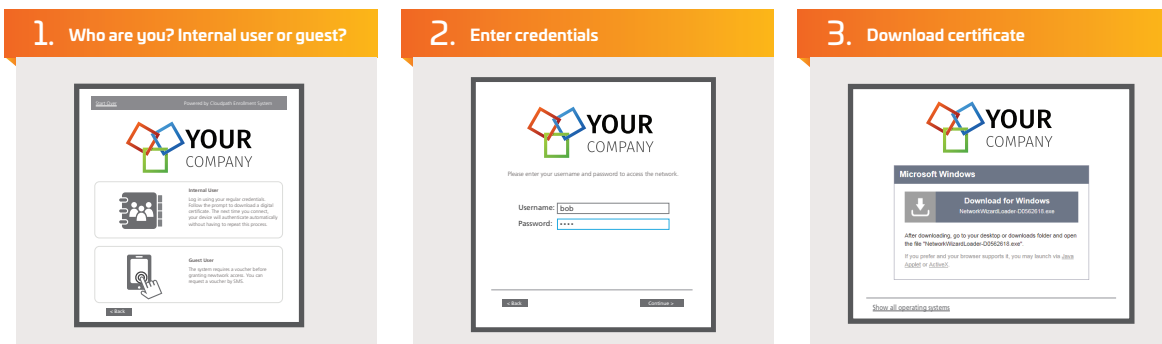 1. Who are you? Internal user or guest?
Start Over
Powered by Cloudpath Enrollment System
YOUR
COMPANY
Internal User
Log in using your regular credentials.
Follow the prompt to download a digital
certificate. The next time you connect,
your device will authenticate automatically
without having to repeat this process.
Guest User
The system requires a voucher before
granting newtwork access. You can
request a voucher by SMS.
< Back
2. Enter credentials
YOUR
COMPANY
Please enter your username and password to access the network.
Username: bob
Password: ••••
< Back
Continue >
3. Download certificate
YOUR
COMPANY
Microsoft Windows
Download for Windows
NetworkWizardLoader-D0562618.exe
After downloading, go to your desktop or downloads folder and open
the file "NetworkWizardLoader-D0562618.exe".
If you prefer and your browser supports it, you may launch via Java
Applet or ActiveX.
Show all operating systems